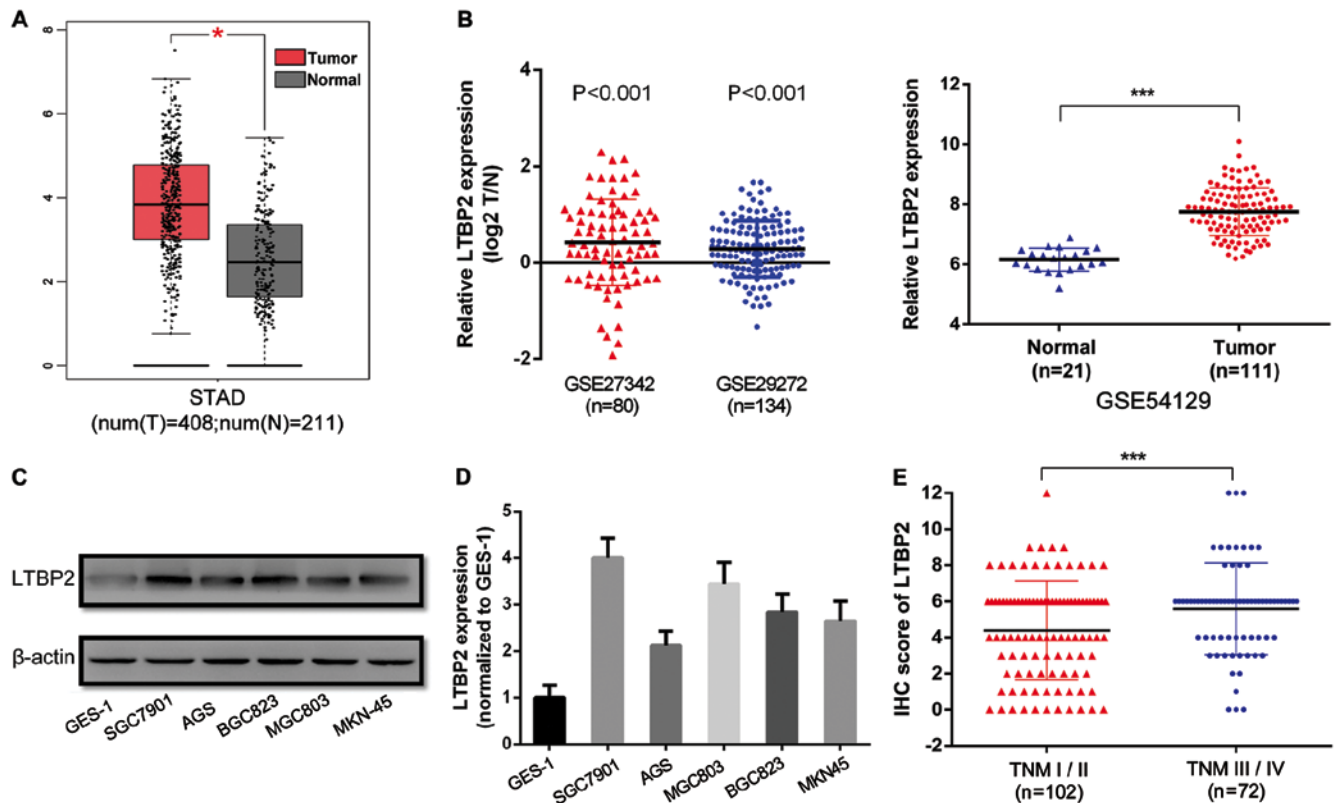 A
8
6
4
2
0
*
Tumor
Normal
STAD
(num(T)=408;num(N)=211)
B
Relative LTBP2 expression
(log2 T/N)
4
2
0
-2
P<0.001
P<0.001
GSE27342
(n=80)
GSE29272
(n=134)
Relative LTBP2 expression
12
10
8
6
4
***
Normal
(n=21)
Tumor
(n=111)
GSE54129
C
LTBP2
β-actin
GES-1
SGC7901
AGS
BGC823
MGC803
MKN-45
D
LTBP2 expression
(normalized to GES-1)
5
4
3
2
1
0
GES-1
SGC7901
AGS
MGC803
BGC823
MKN45
E
***
IHC score of LTBP2
12
10
8
6
4
2
0
-2
TNM I / II
(n=102)
TNM III / IV
(n=72)